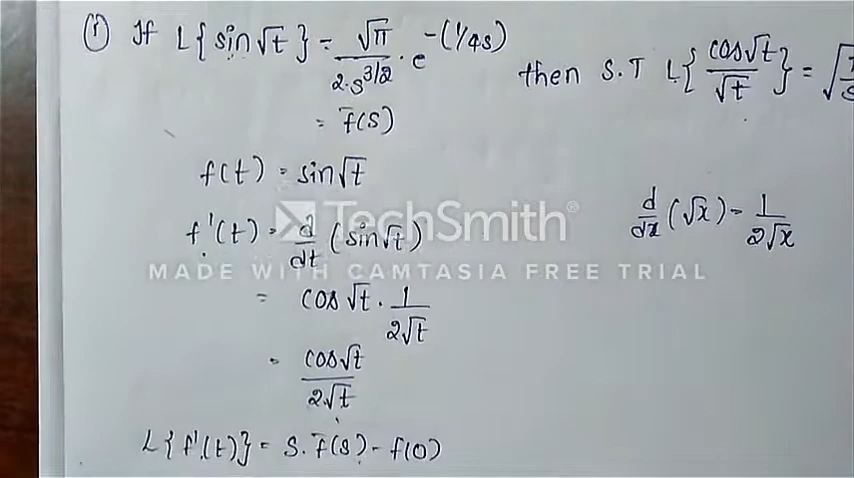 (1) If L{sin√t} = √π / 2·s^3/2 · e^-(1/4s) then S.T L{cos√t / √t} = √
= f̄(s)
f(t) = sin√t
f'(t) = d/dt (sin√t)
d/dx (√x) = 1 / 2√x
= cos√t · 1 / 2√t
= cos√t / 2√t
L{f'(t)} = s. f̄(s) - f(0)
TechSmith®
MADE WITH CAMTASIA FREE TRIAL